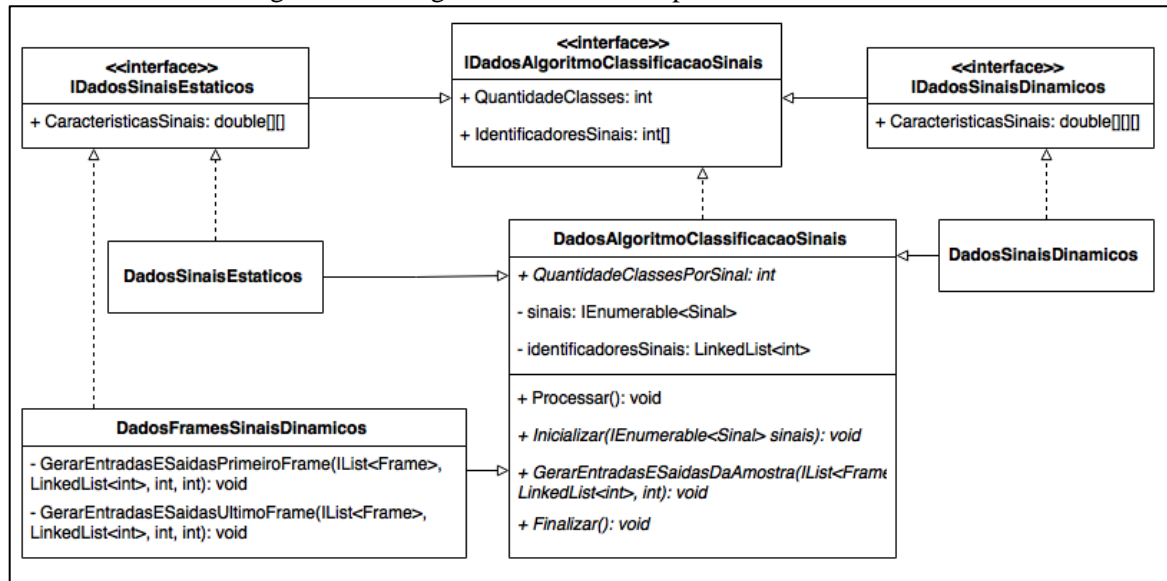 <<interface>>
IDadosSinaisEstaticos
+ CaracteristicasSinais: double[][]
<<interface>>
IDadosAlgoritmoClassificacaoSinais
+ QuantidadeClasses: int
+ IdentificadoresSinais: int[]
<<interface>>
IDadosSinaisDinamicos
+ CaracteristicasSinais: double[][][]
DadosSinaisEstaticos
DadosAlgoritmoClassificacaoSinais
+ QuantidadeClassesPorSinal: int
- sinais: IEnumerable<Sinal>
- identificadoresSinais: LinkedList<int>
+ Processar(): void
+ Inicializar(IEnumerable<Sinal> sinais): void
+ GerarEntradasESaidasDaAmostra(IList<Frame
LinkedList<int>, int): void
+ Finalizar(): void
DadosSinaisDinamicos
DadosFramesSinaisDinamicos
- GerarEntradasESaidasPrimeiroFrame(IList<Frame>,
LinkedList<int>, int, int): void
- GerarEntradasESaidasUltimoFrame(IList<Frame>,
LinkedList<int>, int, int): void